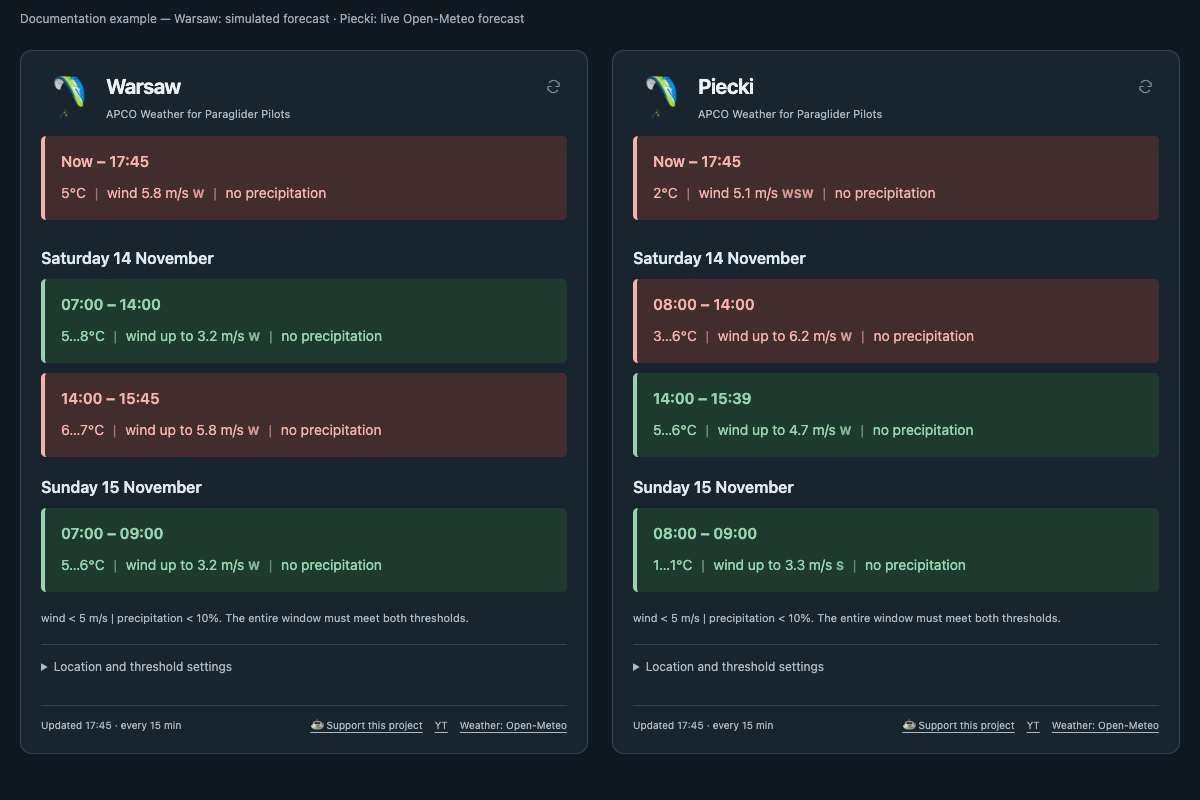 Documentation example — Warsaw: simulated forecast · Piecki: live Open-Meteo forecast
Warsaw
APCO Weather for Paraglider Pilots
Now – 17:45
5°C | wind 5.8 m/s W | no precipitation
Saturday 14 November
07:00 – 14:00
5…8°C | wind up to 3.2 m/s W | no precipitation
14:00 – 15:45
6…7°C | wind up to 5.8 m/s W | no precipitation
Sunday 15 November
07:00 – 09:00
5…6°C | wind up to 3.2 m/s W | no precipitation
wind < 5 m/s | precipitation < 10%. The entire window must meet both thresholds.
Location and threshold settings
Updated 17:45 · every 15 min
Support this project YT Weather: Open-Meteo
Piecki
APCO Weather for Paraglider Pilots
Now – 17:45
2°C | wind 5.1 m/s WSW | no precipitation
Saturday 14 November
08:00 – 14:00
3…6°C | wind up to 6.2 m/s W | no precipitation
14:00 – 15:39
5…6°C | wind up to 4.7 m/s W | no precipitation
Sunday 15 November
08:00 – 09:00
1…1°C | wind up to 3.3 m/s S | no precipitation
wind < 5 m/s | precipitation < 10%. The entire window must meet both thresholds.
Location and threshold settings
Updated 17:45 · every 15 min
Support this project YT Weather: Open-Meteo